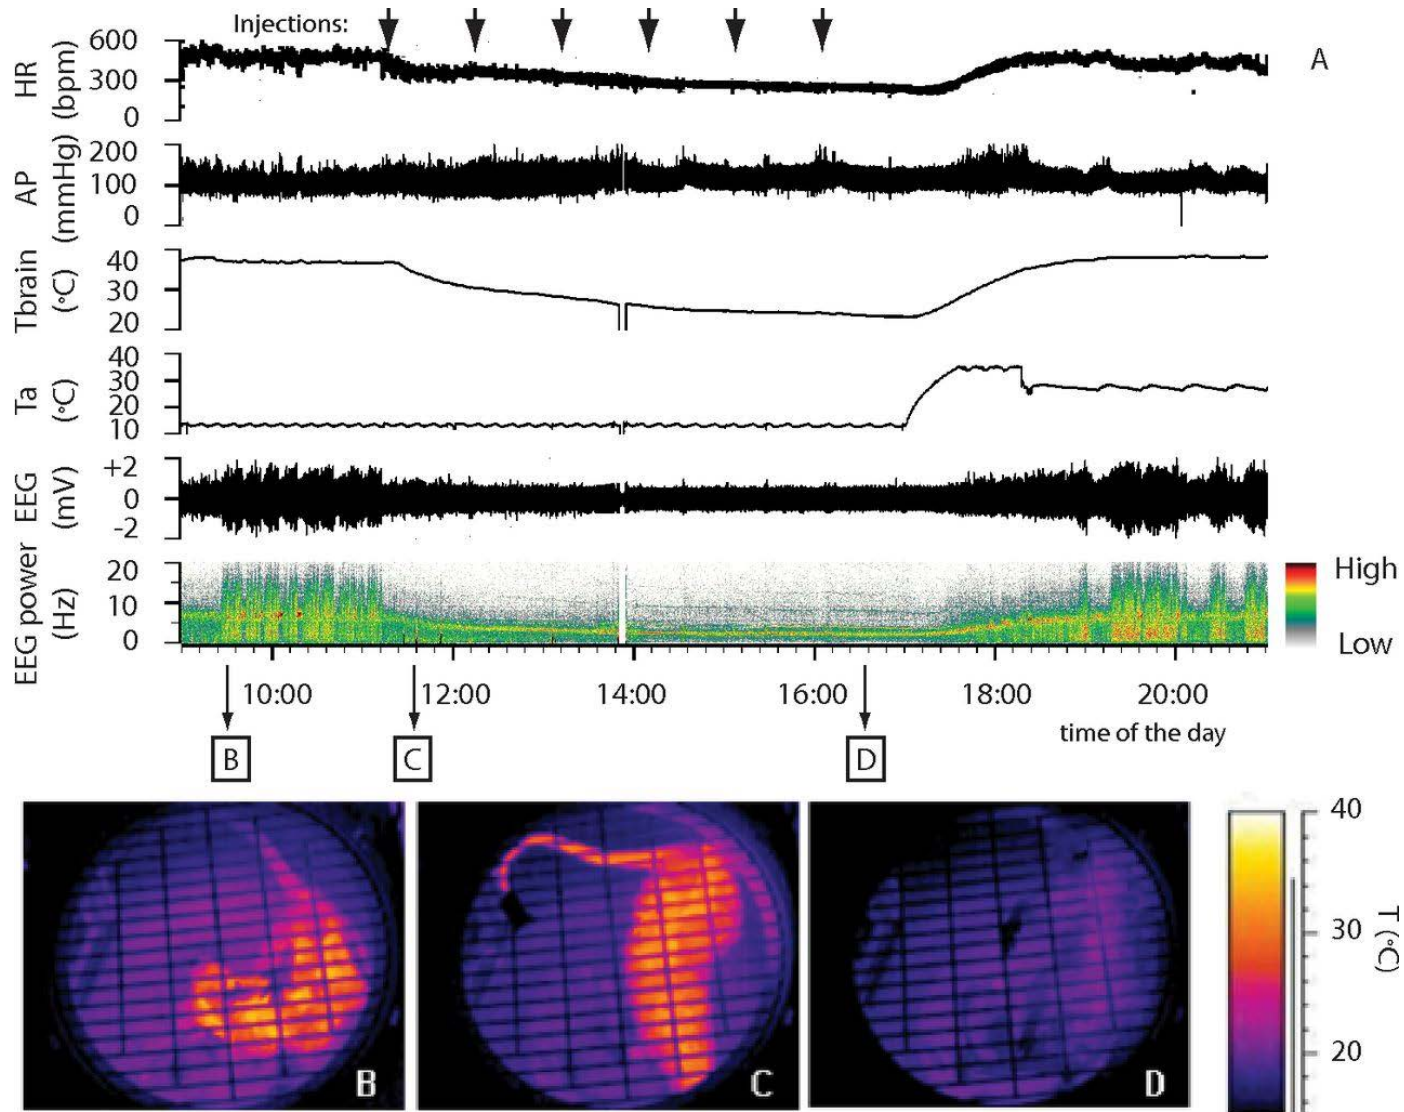 Injections:
A
HR
(bpm)
600
300
0
AP
(mmHg)
200
100
0
Tbrain
(°C)
40
30
20
Ta
(°C)
40
30
20
10
EEG
(mV)
+2
0
-2
EEG power
(Hz)
20
10
0
High
Low
10:00 12:00 14:00 16:00 18:00 20:00
time of the day
B C D
B
C
D
40
30
20
T (°C)